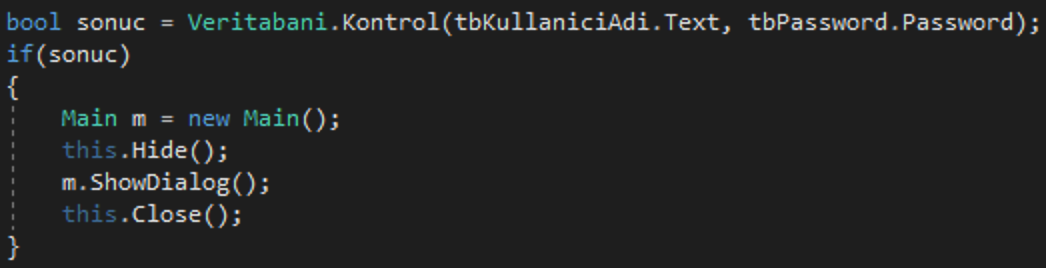 bool sonuc = Veritabani.Kontrol(tbKullaniciAdi.Text, tbPassword.Password);
if(sonuc)
{
Main m = new Main();
this.Hide();
m.ShowDialog();
this.Close();
}